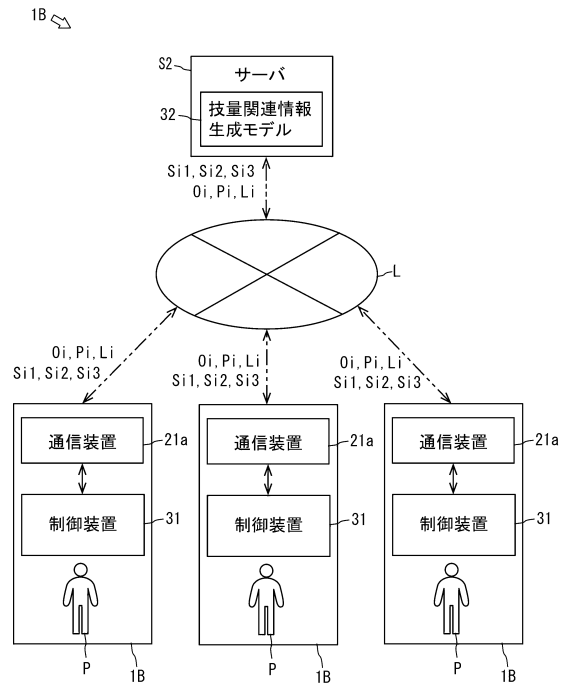 1B
S2
サーバ
32
技量関連情報
生成モデル
Si1,Si2,Si3
Oi,Pi,Li
L
Oi,Pi,Li
Si1,Si2,Si3
Oi,Pi,Li
Si1,Si2,Si3
Oi,Pi,Li
Si1,Si2,Si3
通信装置
21a
通信装置
21a
通信装置
21a
制御装置
31
制御装置
31
制御装置
31
P
1B
P
1B
P
1B